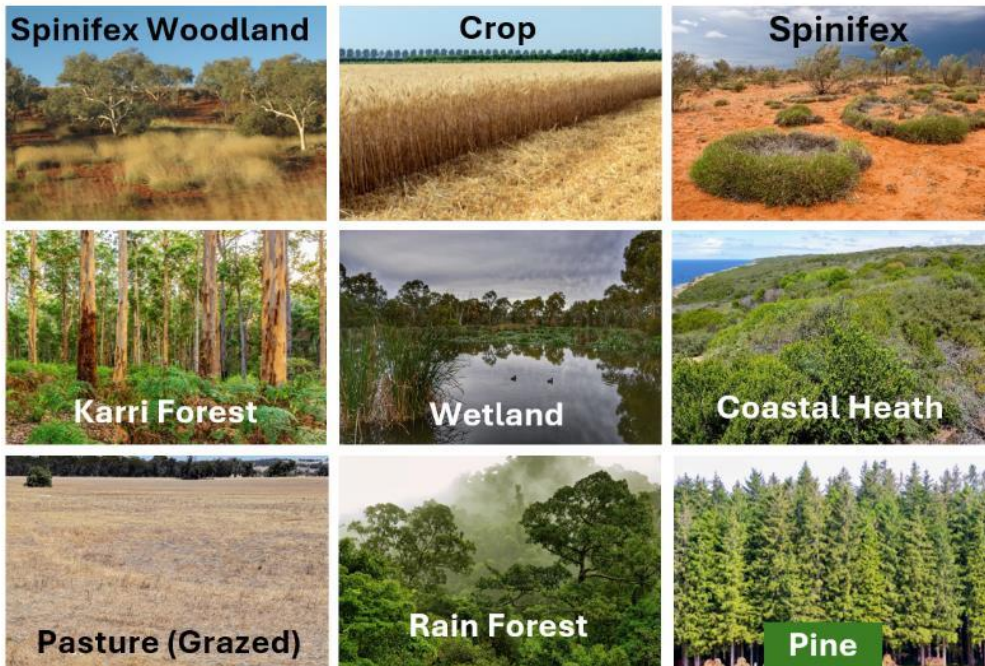 Spinifex Woodland
Crop
Spinifex
Karri Forest
Wetland
Coastal Heath
Pasture (Grazed)
Rain Forest
Pine